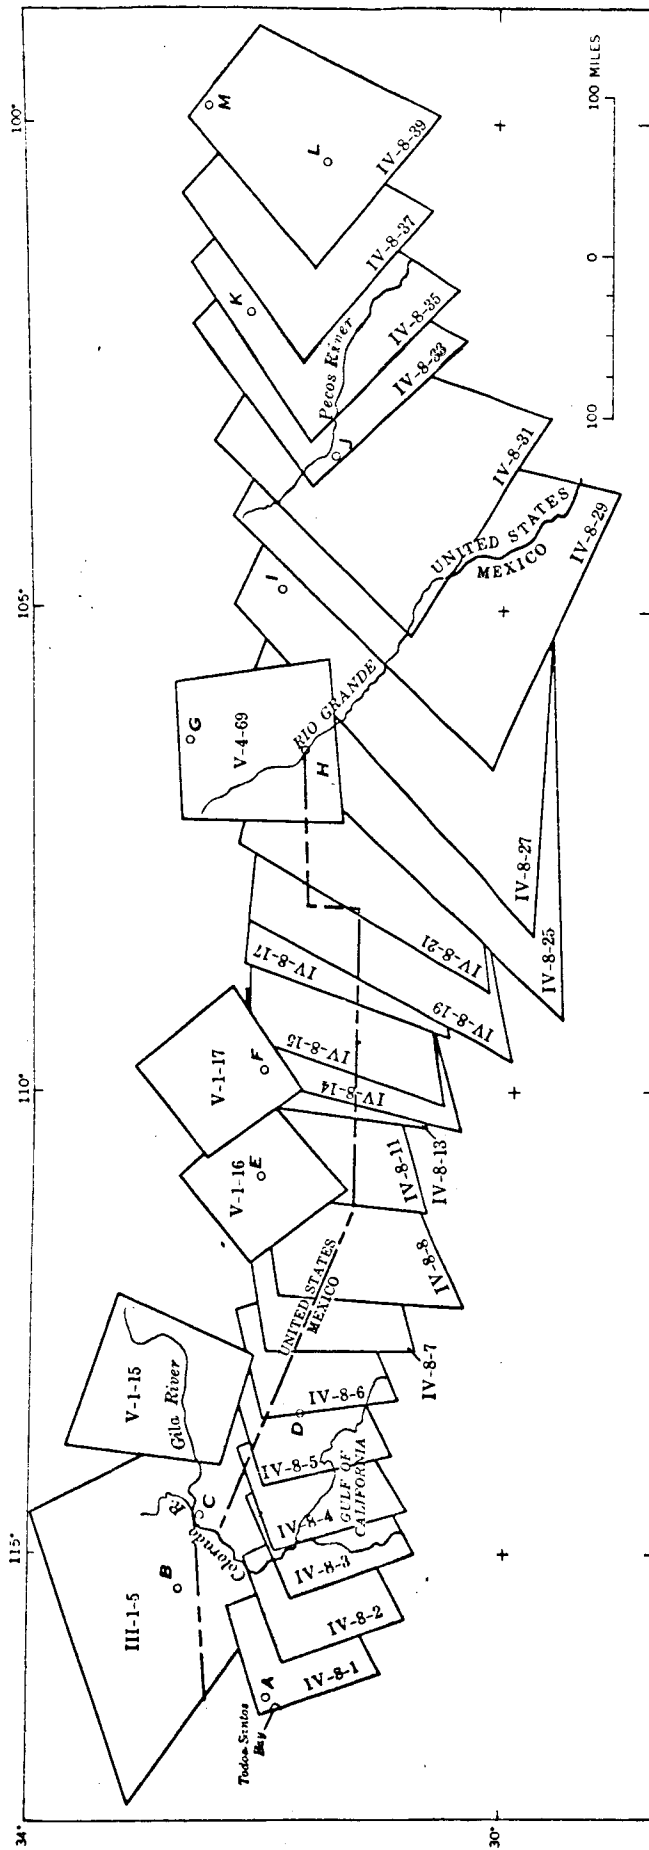 115°
110°
105°
100°
34°
30°
III-1-5
V-1-15
V-1-16
V-1-17
V-4-69
Gila River
Colorado R.
B
C
E
F
G
H
I
K
M
L
J
D
A
Todos Santos
Bay
UNITED STATES
MEXICO
GULF OF
CALIFORNIA
RIO GRANDE
UNITED STATES
MEXICO
Pecos River
IV-8-1
IV-8-2
IV-8-3
IV-8-4
IV-8-5
IV-8-6
IV-8-7
IV-8-8
IV-8-11
IV-8-13
IV-8-14
IV-8-15
IV-8-17
IV-8-19
IV-8-21
IV-8-25
IV-8-27
IV-8-29
IV-8-31
IV-8-33
IV-8-35
IV-8-37
IV-8-39
100
0
100 MILES